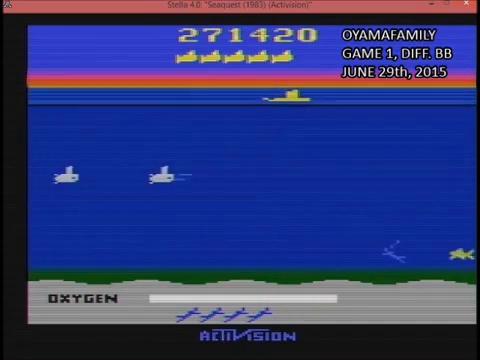 Stella 4.0: "Seaquest (1983) (Activision)"
271420
OYAMAFAMILY
GAME 1, DIFF. BB
JUNE 29th, 2015
OXYGEN
ACTIVISION